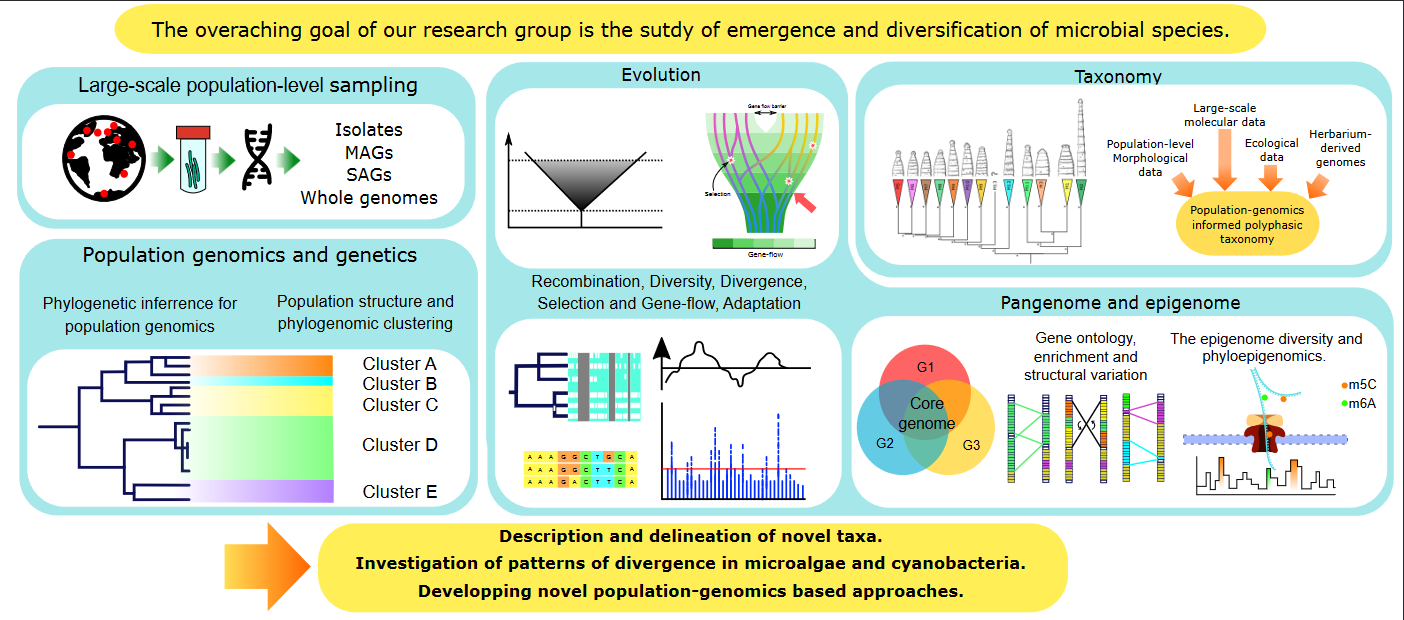 The overaching goal of our research group is the sutdy of emergence and diversification of microbial species.
Large-scale population-level sampling
Isolates
MAGs
SAGs
Whole genomes
Population genomics and genetics
Phylogenetic inferrence for
population genomics
Population structure and
phylogenomic clustering
Cluster A
Cluster B
Cluster C
Cluster D
Cluster E
Evolution
Gene flow barrier
Selection
Gene-flow
Recombination, Diversity, Divergence,
Selection and Gene-flow, Adaptation
A A A G G C T G C A
A A A G G C T T C A
A A A G A C T T C A
Taxonomy
Large-scale
molecular data
Population-level
Morphological
data
Ecological
data
Herbarium-
derived
genomes
Population-genomics
informed polyphasic
taxonomy
Pangenome and epigenome
G1
Core
genome
G2
G3
Gene ontology,
enrichment and
structural variation
The epigenome diversity and
phyloepigenomics.
m5C
m6A
Description and delineation of novel taxa.
Investigation of patterns of divergence in microalgae and cyanobacteria.
Developping novel population-genomics based approaches.